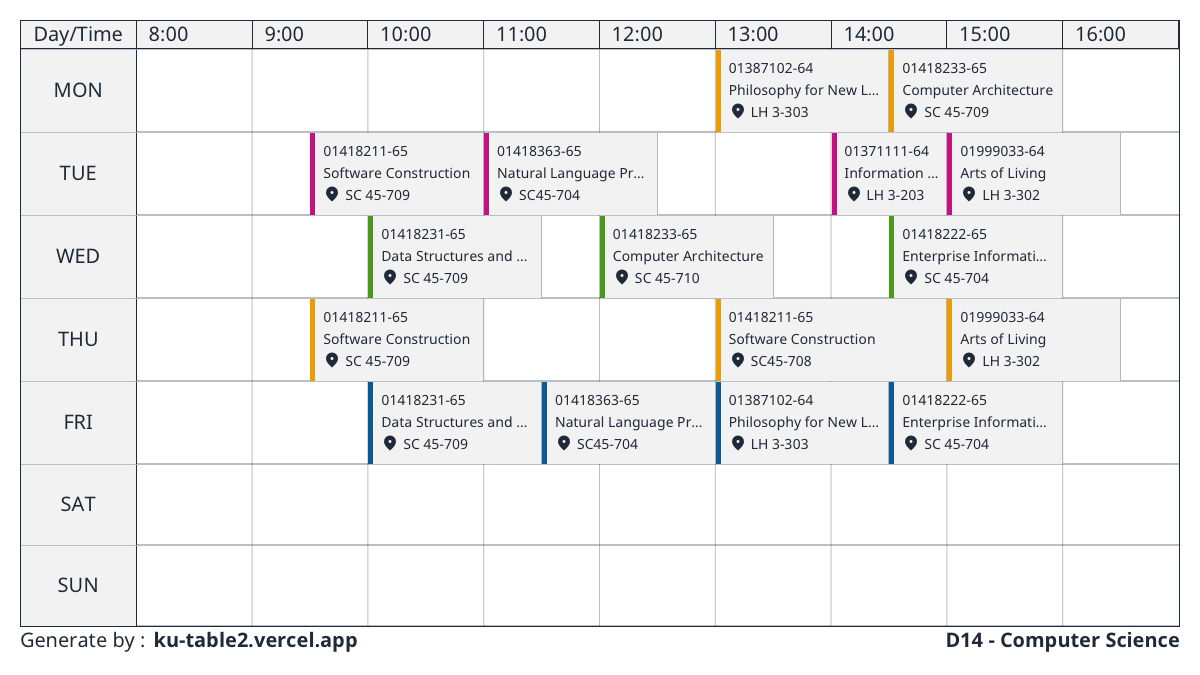 Day/Time 8:00 9:00 10:00 11:00 12:00 13:00 14:00 15:00 16:00
MON
01387102-64
Philosophy for New L...
LH 3-303
01418233-65
Computer Architecture
SC 45-709
TUE
01418211-65
Software Construction
SC 45-709
01418363-65
Natural Language Pr...
SC45-704
01371111-64
Information ...
LH 3-203
01999033-64
Arts of Living
LH 3-302
WED
01418231-65
Data Structures and ...
SC 45-709
01418233-65
Computer Architecture
SC 45-710
01418222-65
Enterprise Informati...
SC 45-704
THU
01418211-65
Software Construction
SC 45-709
01418211-65
Software Construction
SC45-708
01999033-64
Arts of Living
LH 3-302
FRI
01418231-65
Data Structures and ...
SC 45-709
01418363-65
Natural Language Pr...
SC45-704
01387102-64
Philosophy for New L...
LH 3-303
01418222-65
Enterprise Informati...
SC 45-704
SAT
SUN
Generate by : ku-table2.vercel.app
D14 - Computer Science